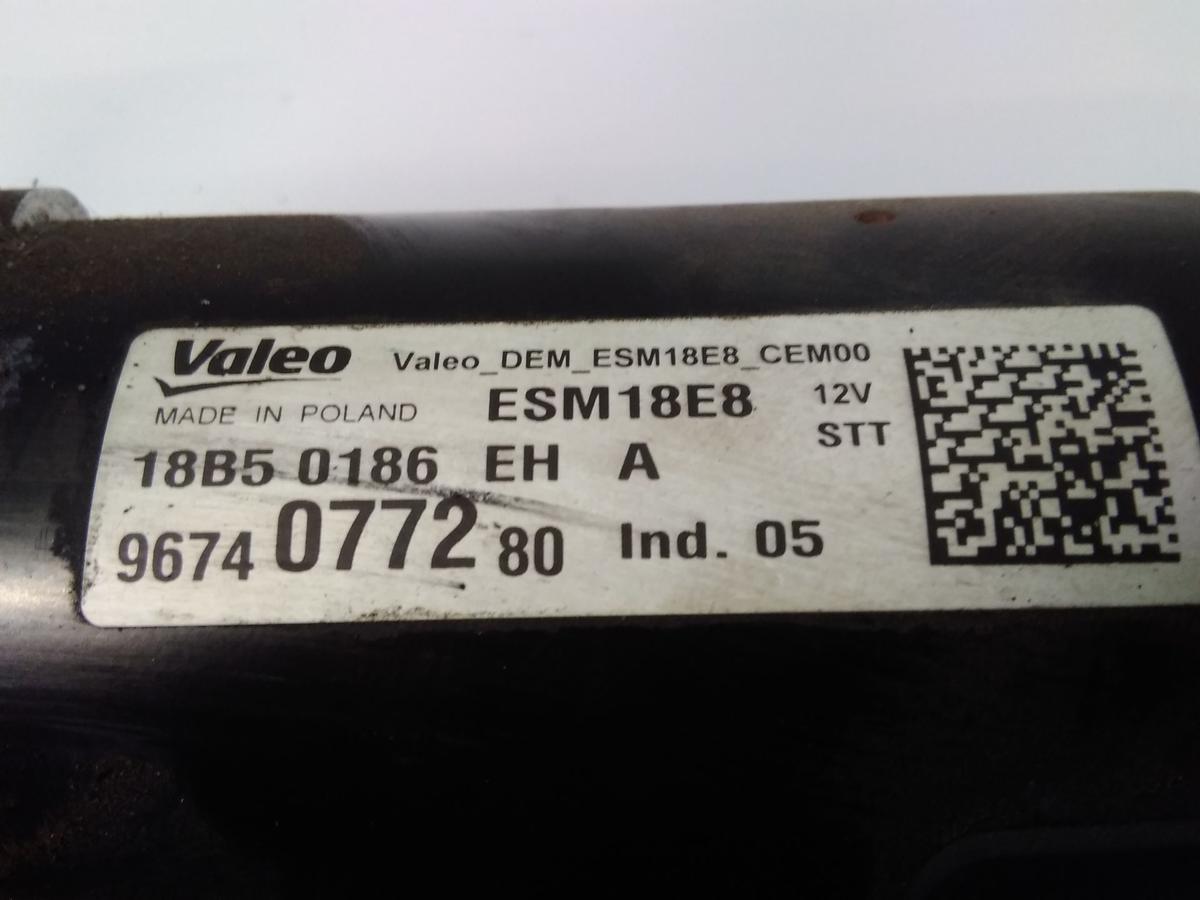 Valeo Valeo_DEM_ESM18E8_CEM00
MADE IN POLAND ESM18E8 12V
STT
18B5 0186 EH A
9674 0772 80 Ind. 05